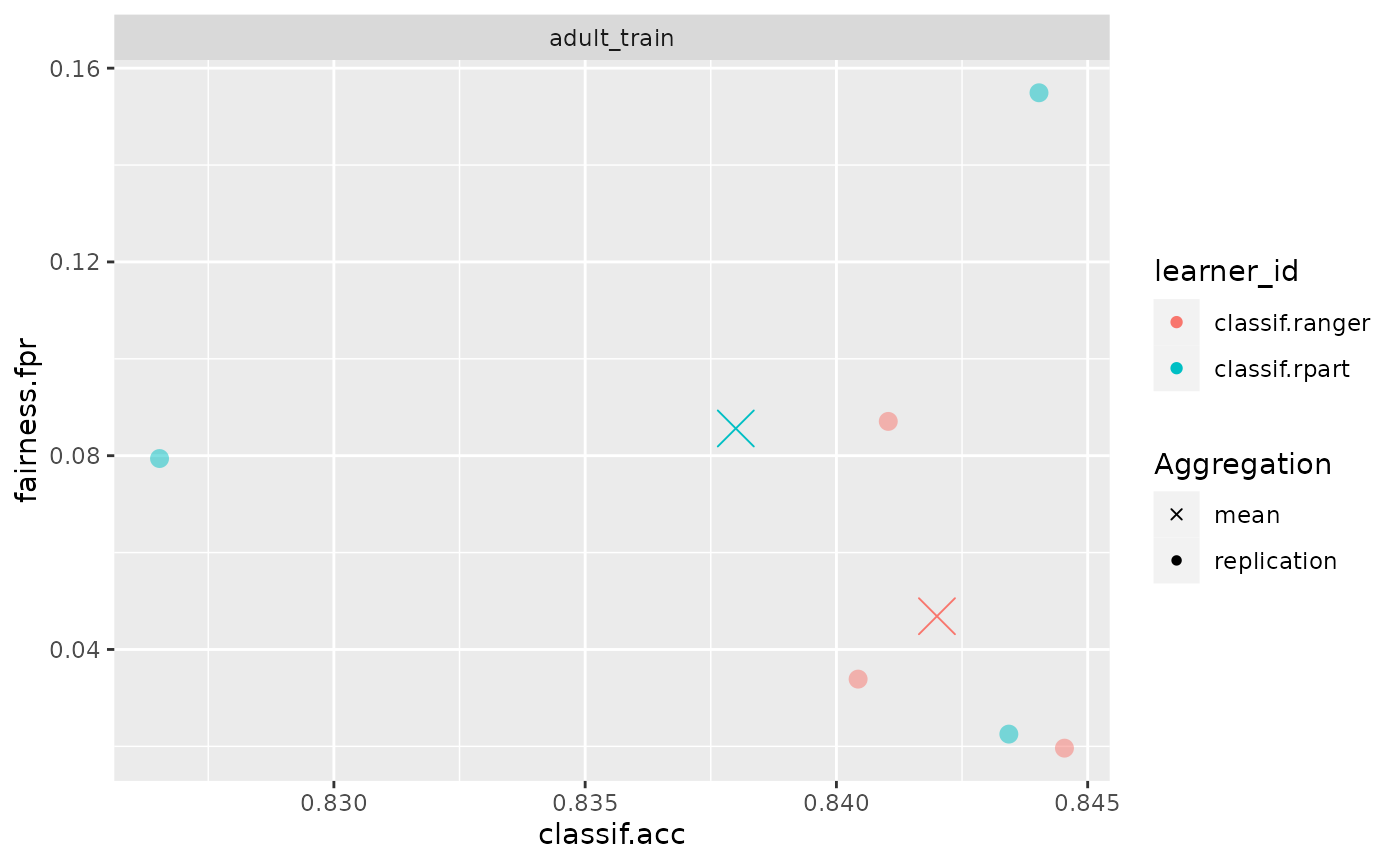 adult_train
0.16
0.12
0.08
0.04
fairness.fpr
0.830
0.835
0.840
0.845
classif.acc
learner_id
classif.ranger
classif.rpart
Aggregation
mean
replication